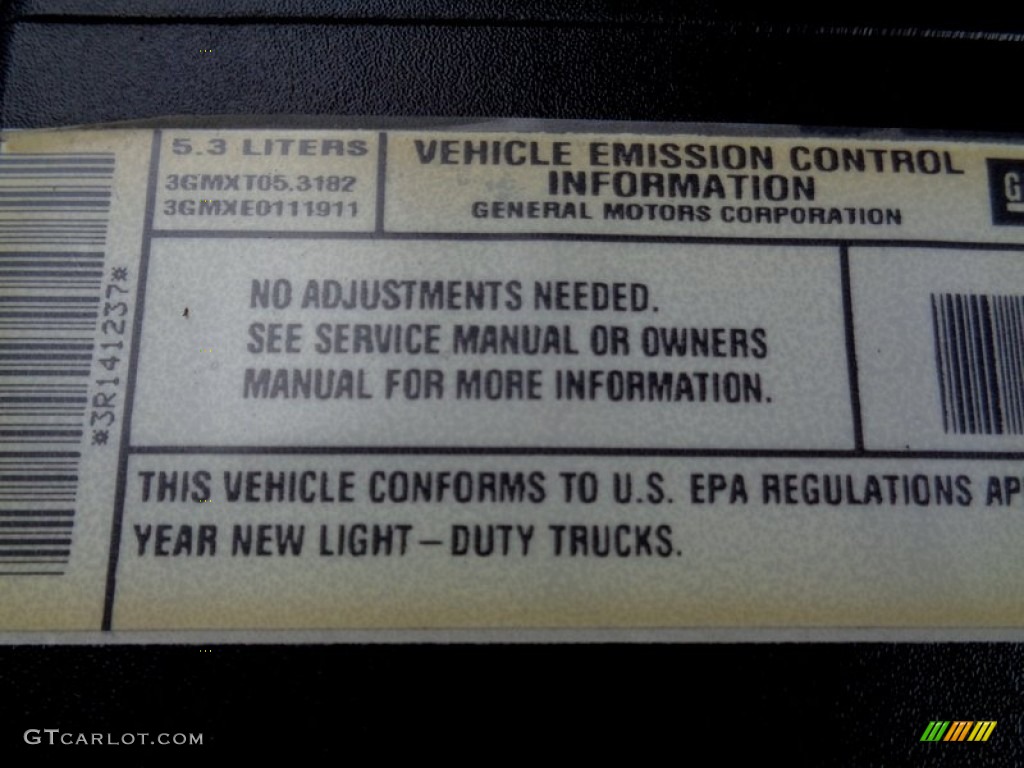 5.3 LITERS
3GMXT05.3182
3GMXE0111911
VEHICLE EMISSION CONTROL
INFORMATION
GENERAL MOTORS CORPORATION
G
*3R141237*
NO ADJUSTMENTS NEEDED.
SEE SERVICE MANUAL OR OWNERS
MANUAL FOR MORE INFORMATION.
THIS VEHICLE CONFORMS TO U.S. EPA REGULATIONS AP
YEAR NEW LIGHT-DUTY TRUCKS.
GTCARLOT.COM